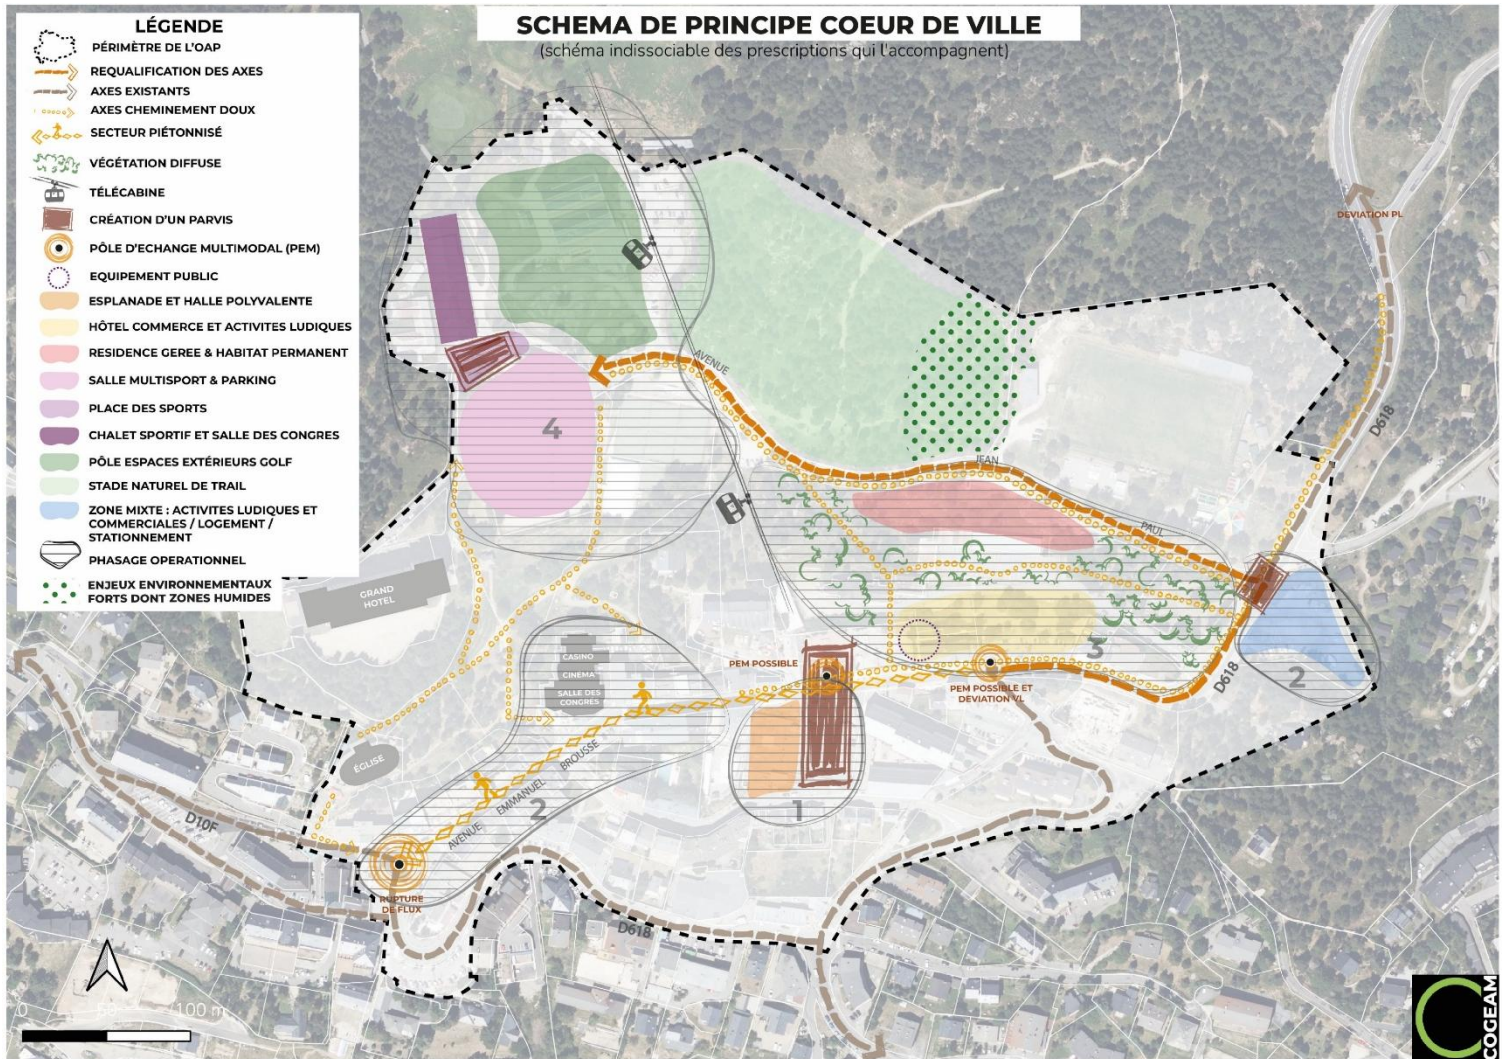 SCHEMA DE PRINCIPE COEUR DE VILLE
(schéma indissociable des prescriptions qui l'accompagnent)
LÉGENDE
PÉRIMÈTRE DE L'OAP
REQUALIFICATION DES AXES
AXES EXISTANTS
AXES CHEMINEMENT DOUX
SECTEUR PIÉTONNISÉ
VÉGÉTATION DIFFUSE
TÉLÉCABINE
CRÉATION D'UN PARVIS
PÔLE D'ECHANGE MULTIMODAL (PEM)
EQUIPEMENT PUBLIC
ESPLANADE ET HALLE POLYVALENTE
HÔTEL COMMERCE ET ACTIVITES LUDIQUES
RESIDENCE GEREE & HABITAT PERMANENT
SALLE MULTISPORT & PARKING
PLACE DES SPORTS
CHALET SPORTIF ET SALLE DES CONGRES
PÔLE ESPACES EXTÉRIEURS GOLF
STADE NATUREL DE TRAIL
ZONE MIXTE : ACTIVITES LUDIQUES ET
COMMERCIALES / LOGEMENT /
STATIONNEMENT
PHASAGE OPERATIONNEL
ENJEUX ENVIRONNEMENTAUX
FORTS DONT ZONES HUMIDES
DEVIATION PL
D618
AVENUE
JEAN
PAUL
4
GRAND
HOTEL
CASINO
CINEMA
SALLE DES
CONGRÈS
PEM POSSIBLE
PEM POSSIBLE ET
DEVIATION VL
3
D618
2
ÉGLISE
AVENUE EMMANUEL BROUSSE
2
1
D10F
RUPTURE
DE FLUX
D618
0 50 100 m
COGEAM